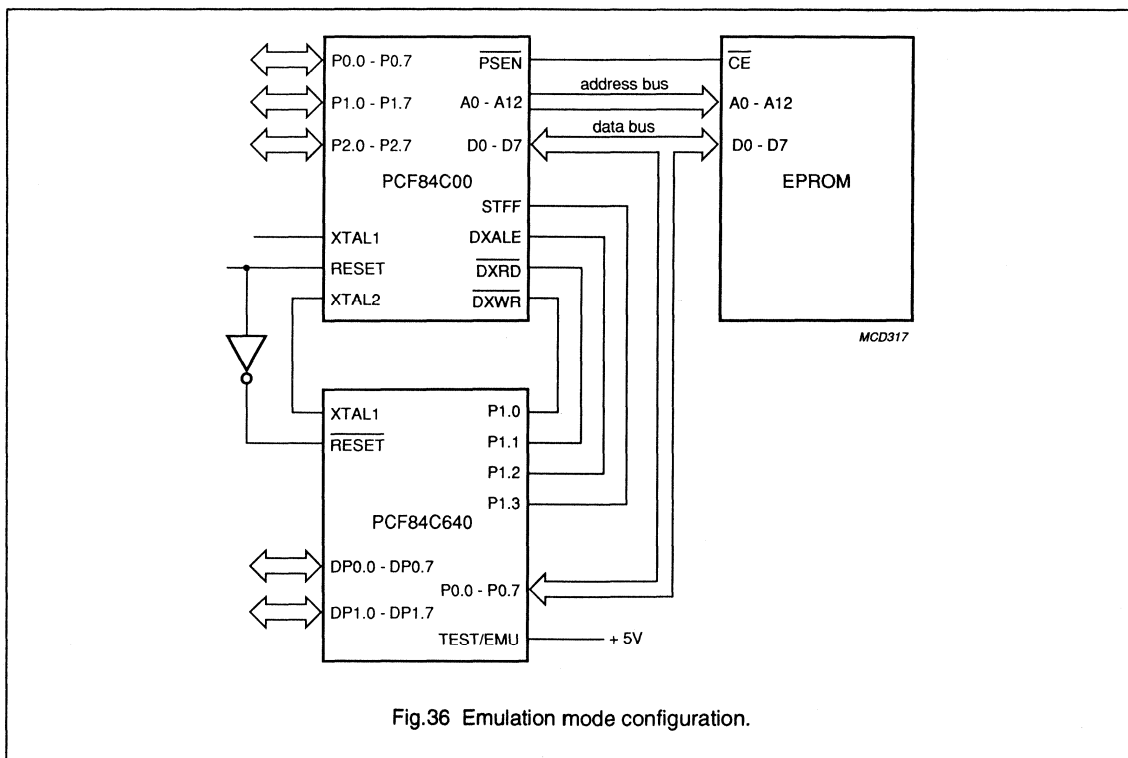 P0.0 - P0.7
P1.0 - P1.7
P2.0 - P2.7
PCF84C00
XTAL1
RESET
XTAL2
PSEN
A0 - A12
D0 - D7
STFF
DXALE
DXRD
DXWR
address bus
data bus
CE
A0 - A12
D0 - D7
EPROM
MCD317
XTAL1
RESET
P1.0
P1.1
P1.2
P1.3
PCF84C640
DP0.0 - DP0.7
DP1.0 - DP1.7
P0.0 - P0.7
TEST/EMU
+ 5V
Fig.36 Emulation mode configuration.